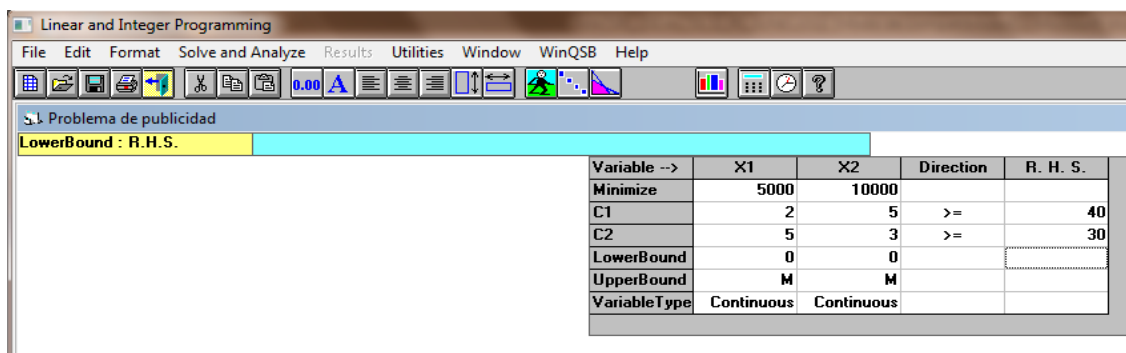 Linear and Integer Programming
File Edit Format Solve and Analyze Results Utilities Window WinQSB Help
0.00 A
Problema de publicidad
LowerBound : R.H.S.
Variable --> X1 X2 Direction R. H. S.
Minimize 5000 10000
C1 2 5 >= 40
C2 5 3 >= 30
LowerBound 0 0
UpperBound M M
VariableType Continuous Continuous